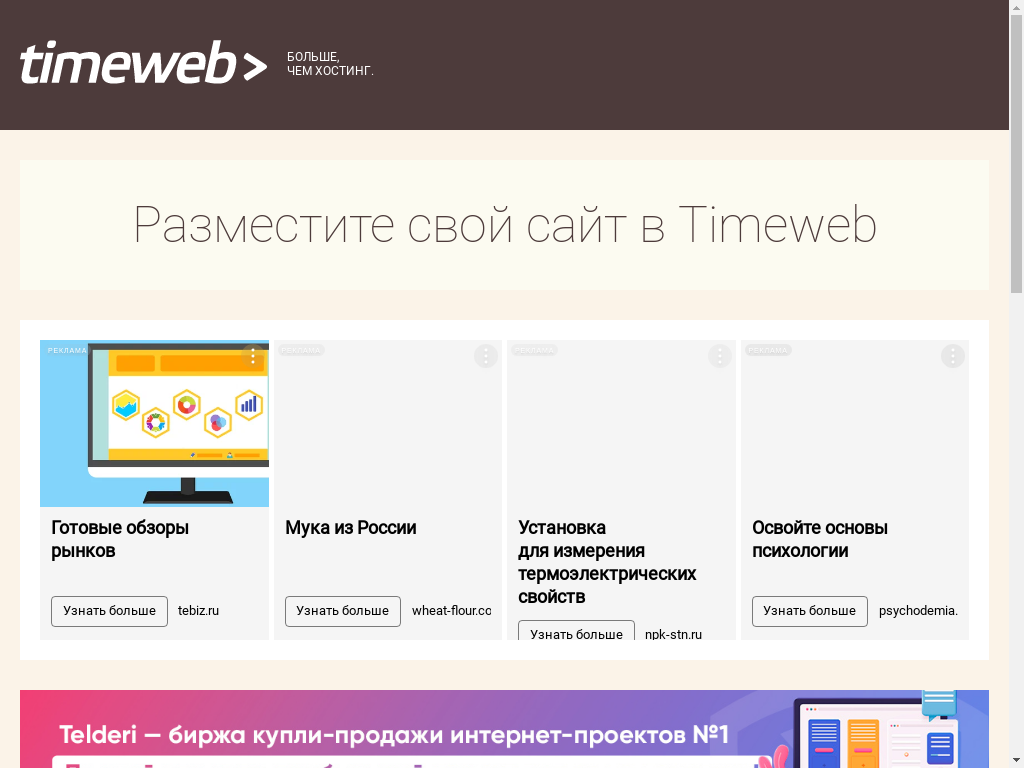 timeweb>
БОЛЬШЕ,
ЧЕМ ХОСТИНГ.
Разместите свой сайт в Timeweb
РЕКЛАМА
РЕКЛАМА
РЕКЛАМА
РЕКЛАМА
Готовые обзоры
рынков
Узнать больше tebiz.ru
Мука из России
Узнать больше wheat-flour.co
Установка
для измерения
термоэлектрических
свойств
Узнать больше npk-stn.ru
Освойте основы
психологии
Узнать больше psychodemia.
Telderi — биржа купли-продажи интернет-проектов №1